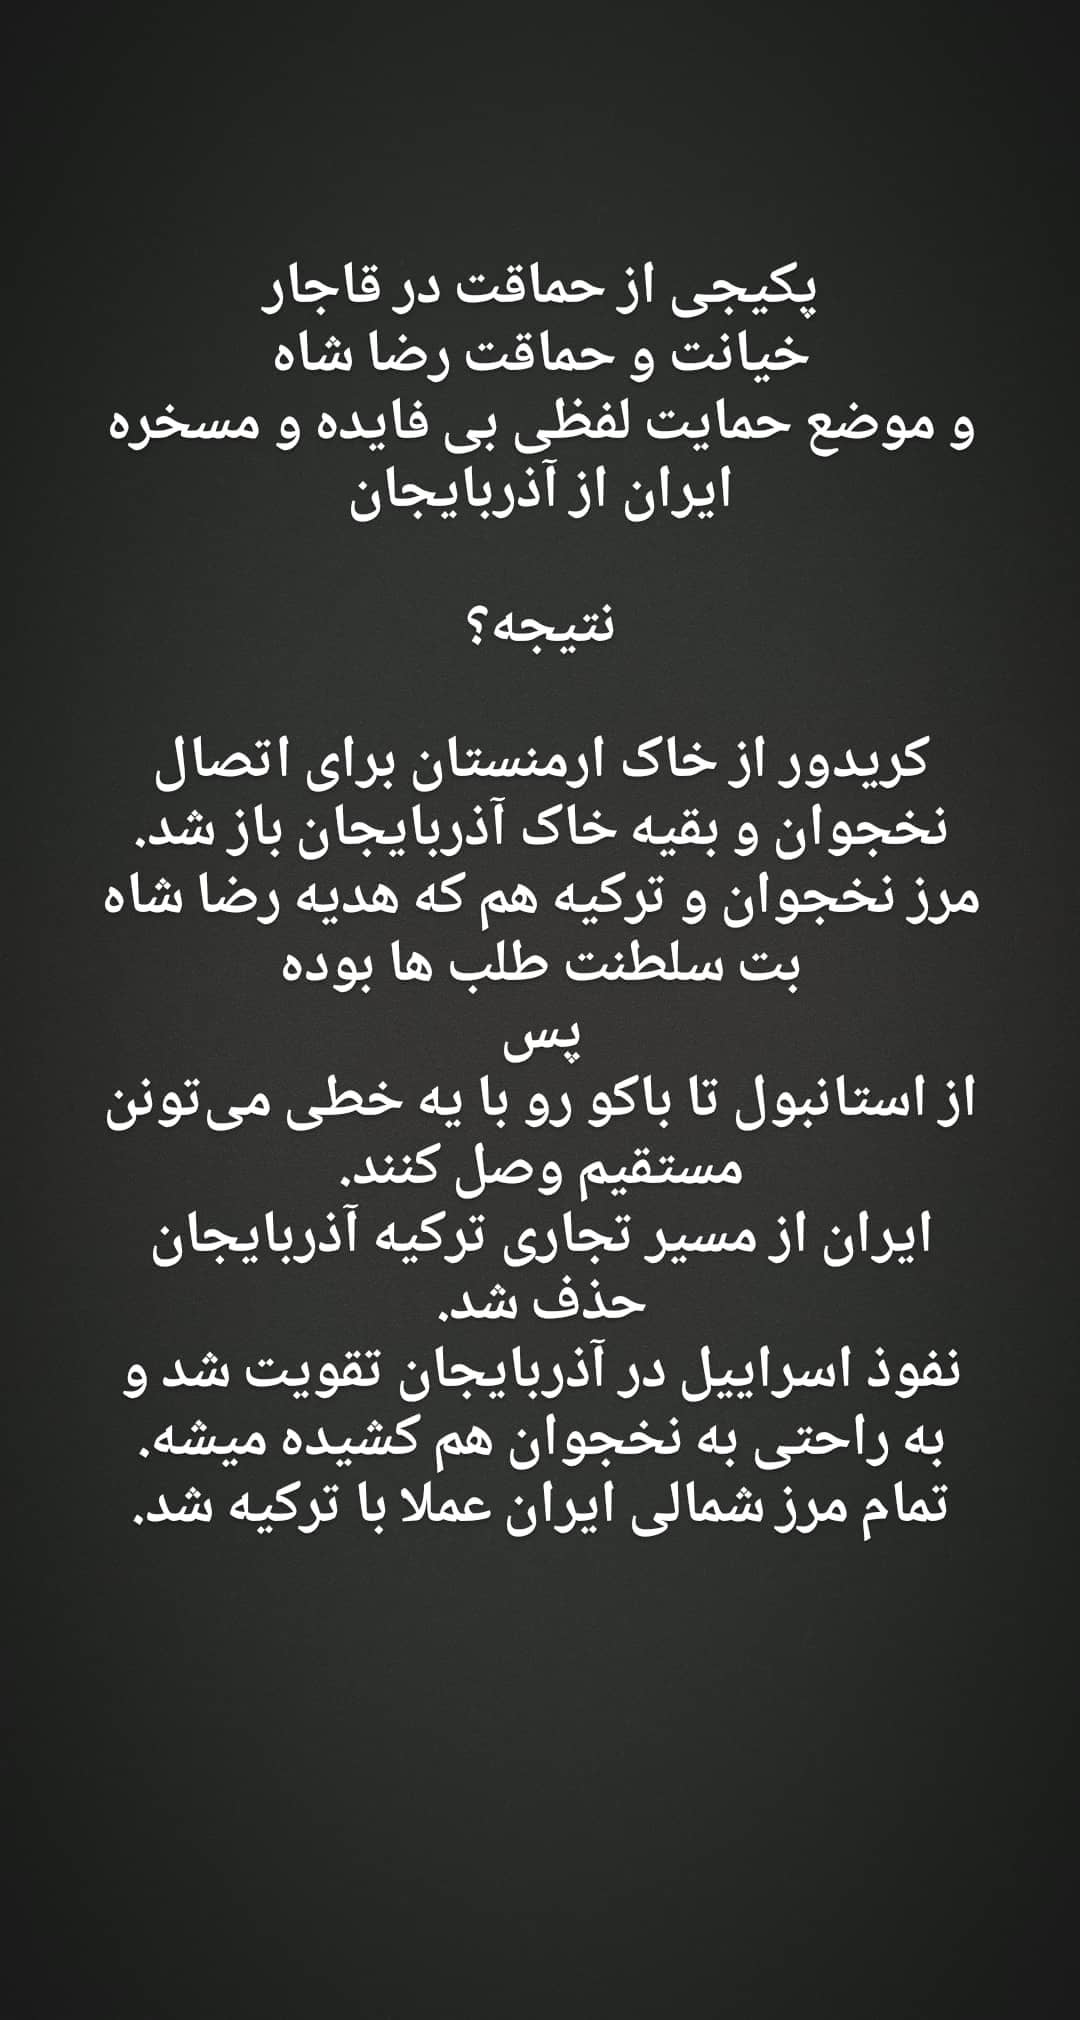 پکیجی از حماقت در قاجار
خیانت و حماقت رضا شاه
و موضع حمایت لفظی بی فایده و مسخره
ایران از آذربایجان
نتیجه؟
کریدور از خاک ارمنستان برای اتصال
نخجوان و بقیه خاک آذربایجان باز شد.
مرز نخجوان و ترکیه هم که هدیه رضا شاه
بت سلطنت طلب ها بوده
پس
از استانبول تا باکو رو با یه خطی می‌تونن
مستقیم وصل کنند.
ایران از مسیر تجاری ترکیه آذربایجان
حذف شد.
نفوذ اسراییل در آذربایجان تقویت شد و
به راحتی به نخجوان هم کشیده میشه.
تمام مرز شمالی ایران عملا با ترکیه شد.